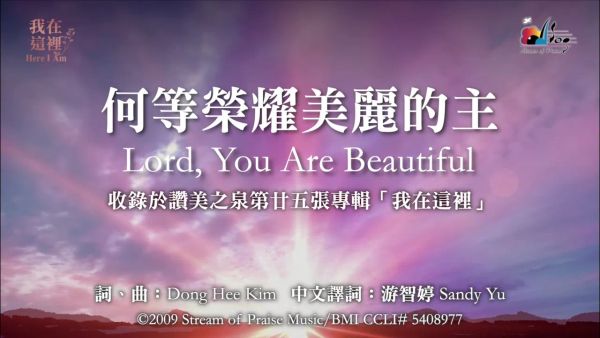 我在
這裡
Here I Am
何等榮耀美麗的主
Lord, You Are Beautiful
收錄於讚美之泉第廿五張專輯「我在這裡」
詞、曲：Dong Hee Kim 中文譯詞：游智婷 Sandy Yu
©2009 Stream of Praise Music/BMI CCLI# 5408977